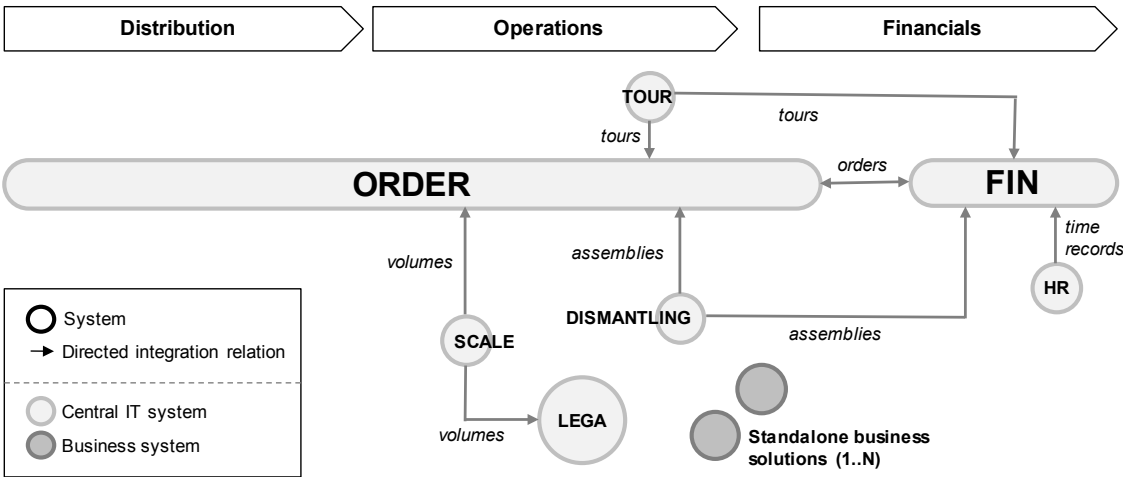 Distribution
Operations
Financials
TOUR
tours
tours
ORDER
orders
FIN
volumes
assemblies
time
records
HR
DISMANTLING
assemblies
SCALE
volumes
LEGA
System
Directed integration relation
Central IT system
Business system
Standalone business
solutions (1..N)